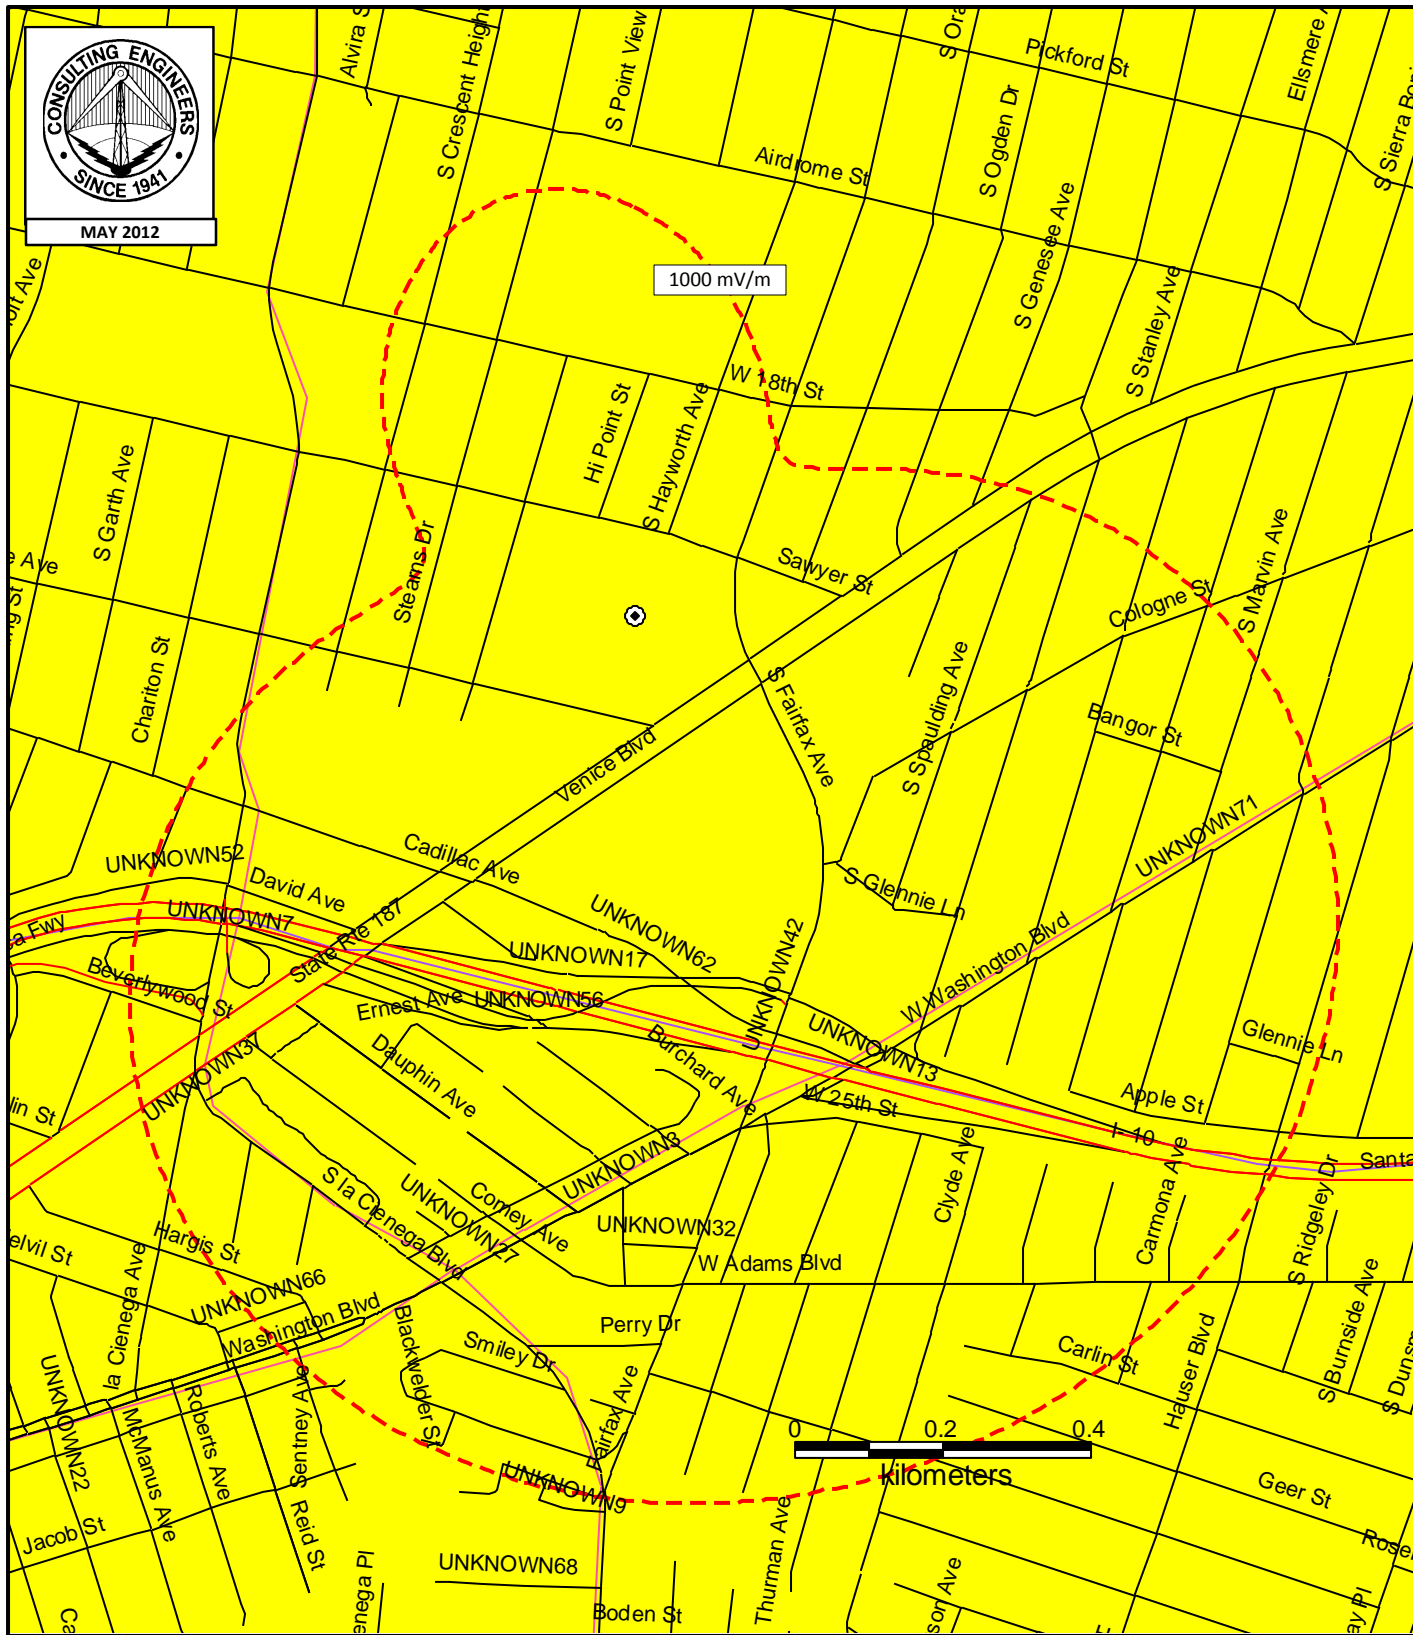 CONSULTING ENGINEERS
• SINCE 1941 •
MAY 2012
S Crescent Height
S Point View
Pickford St
Airdrome St
S Ogden Dr
S Genesee Ave
S Stanley Ave
1000 mV/m
W 18th St
Hi Point St
S Hayworth Ave
S Garth Ave
Stearns Dr
Sawyer St
Cologne St
S Marvin Ave
Chariton St
S Fairfax Ave
S Spaulding Ave
Bangor St
Venice Blvd
UNKNOWN71
Cadillac Ave
UNKNOWN52
David Ave
S Glennie Ln
UNKNOWN7
State Rte 187
UNKNOWN62
UNKNOWN17
UNKNOWN42
W Washington Blvd
Beverlywood St
Ernest Ave
UNKNOWN56
UNKNOWN13
Glennie Ln
UNKNOWN37
Dauphin Ave
Burchard Ave
W 25th St
Apple St
I- 10
Santa
UNKNOWN3
Clyde Ave
Carmona Ave
S Ridgeley Dr
S la Cienega Blvd
UNKNOWN27
Comey Ave
UNKNOWN32
W Adams Blvd
Hargis St
la Cienega Ave
UNKNOWN66
Washington Blvd
Blackwelder St
Perry Dr
Smiley Dr
Carlin St
Hauser Blvd
S Burnside Ave
UNKNOWN22
McManus Ave
Roberts Ave
Sentney Ave
Reid St
Fairfax Ave
0 0.2 0.4
kilometers
UNKNOWN9
Geer St
Jacob St
UNKNOWN68
Thurman Ave
Boden St